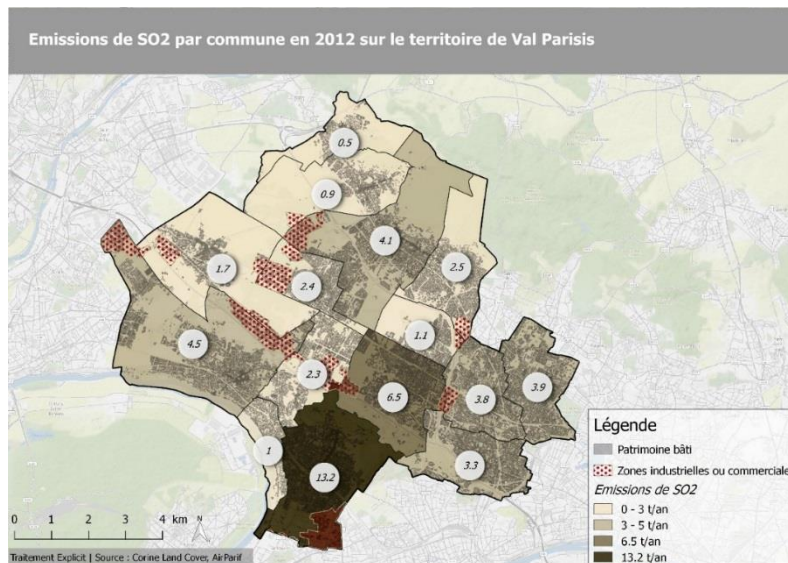 Emissions de SO2 par commune en 2012 sur le territoire de Val Parisis
0.5
0.9
4.1
1.7
2.5
2.4
1.1
4.5
2.3
6.5
3.8
3.9
1
3.3
13.2
Légende
Patrimoine bâti
Zones industrielles ou commerciale
Emissions de SO2
0 - 3 t/an
3 - 5 t/an
6.5 t/an
13.2 t/an
0 1 2 3 4 km
N
Traitement Explicit | Source : Corine Land Cover, AirParif